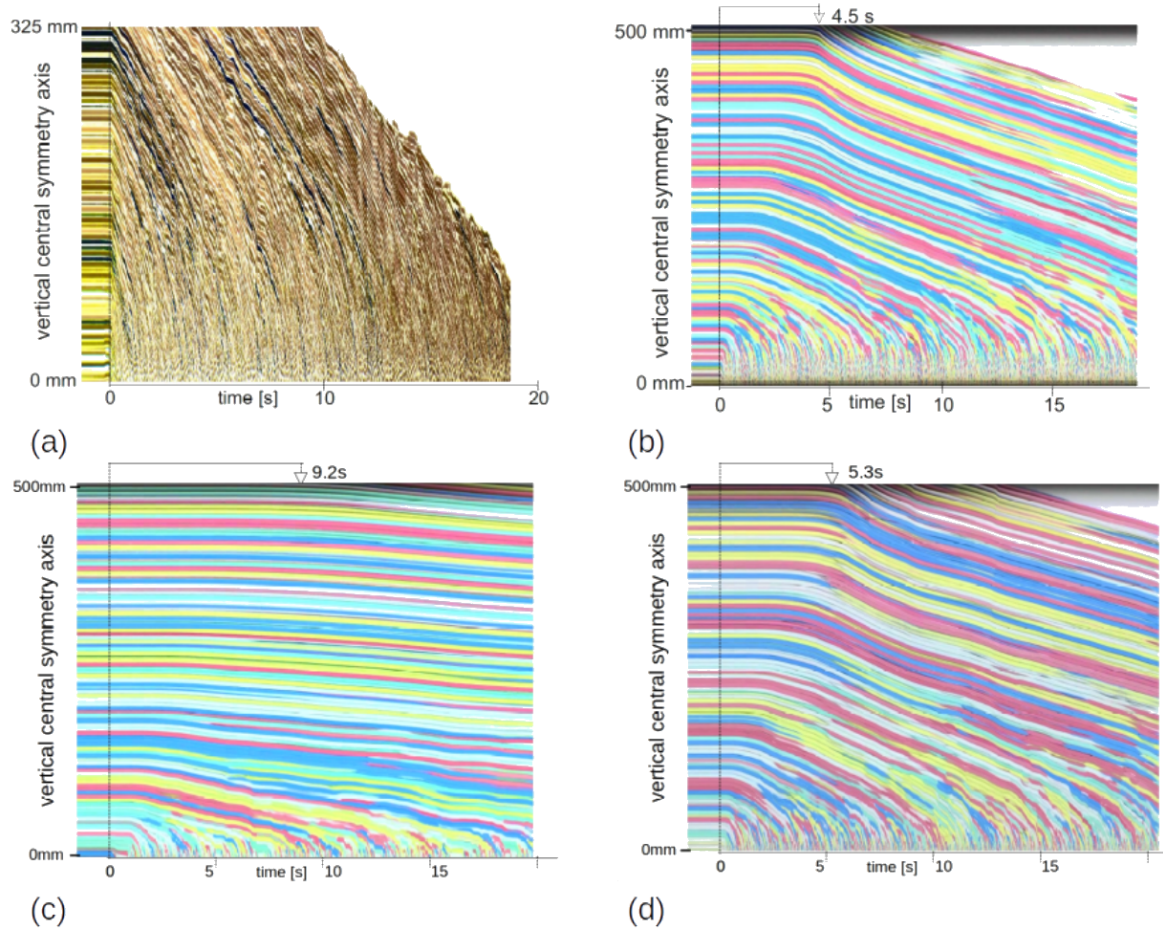 325 mm
vertical central symmetry axis
0 mm
0
time [s]
10
20
(a)
4.5 s
500 mm
vertical central symmetry axis
0 mm
0
5
time [s]
10
15
(b)
9.2s
500mm
vertical central symmetry axis
0mm
0
5
time [s]
10
15
(c)
5.3s
500mm
vertical central symmetry axis
0mm
0
5
time [s]
10
15
(d)